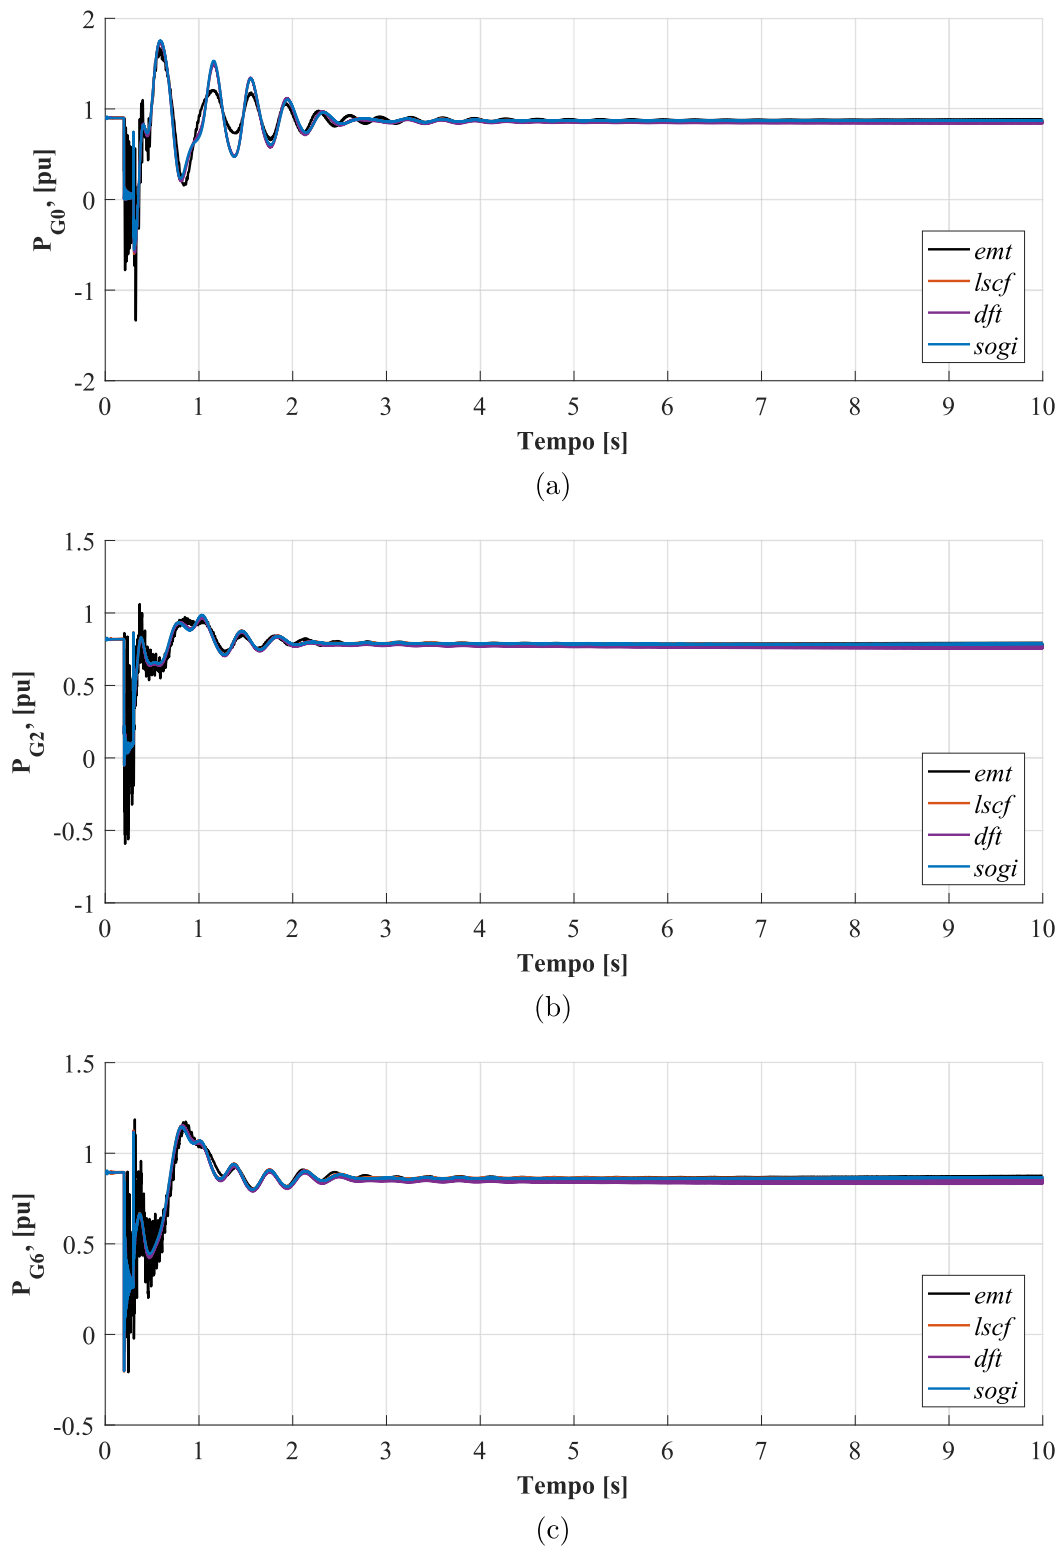 2
1
0
-1
-2
P_G0, [pu]
emt
lscf
dft
sogi
0 1 2 3 4 5 6 7 8 9 10
Tempo [s]
(a)
1.5
1
0.5
0
-0.5
-1
P_G2, [pu]
emt
lscf
dft
sogi
0 1 2 3 4 5 6 7 8 9 10
Tempo [s]
(b)
1.5
1
0.5
0
-0.5
P_G6, [pu]
emt
lscf
dft
sogi
0 1 2 3 4 5 6 7 8 9 10
Tempo [s]
(c)